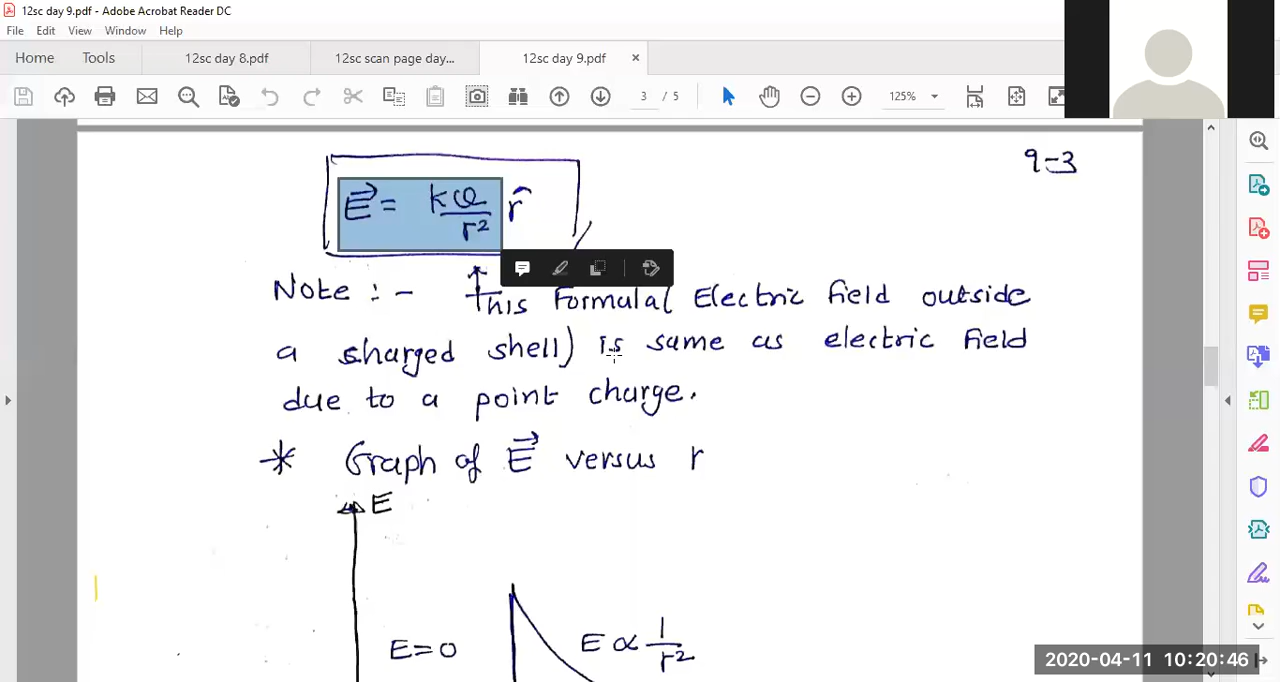 12sc day 9.pdf - Adobe Acrobat Reader DC
File Edit View Window Help
Home Tools 12sc day 8.pdf 12sc scan page day... 12sc day 9.pdf ×
3 / 5 125%
9-3
E⃗ = kQ/r² r̂
Note :- This Formula( Electric field outside
a charged shell) is same as electric field
due to a point charge.
* Graph of E⃗ versus r
E
E=0 E ∝ 1/r²
2020-04-11 10:20:46